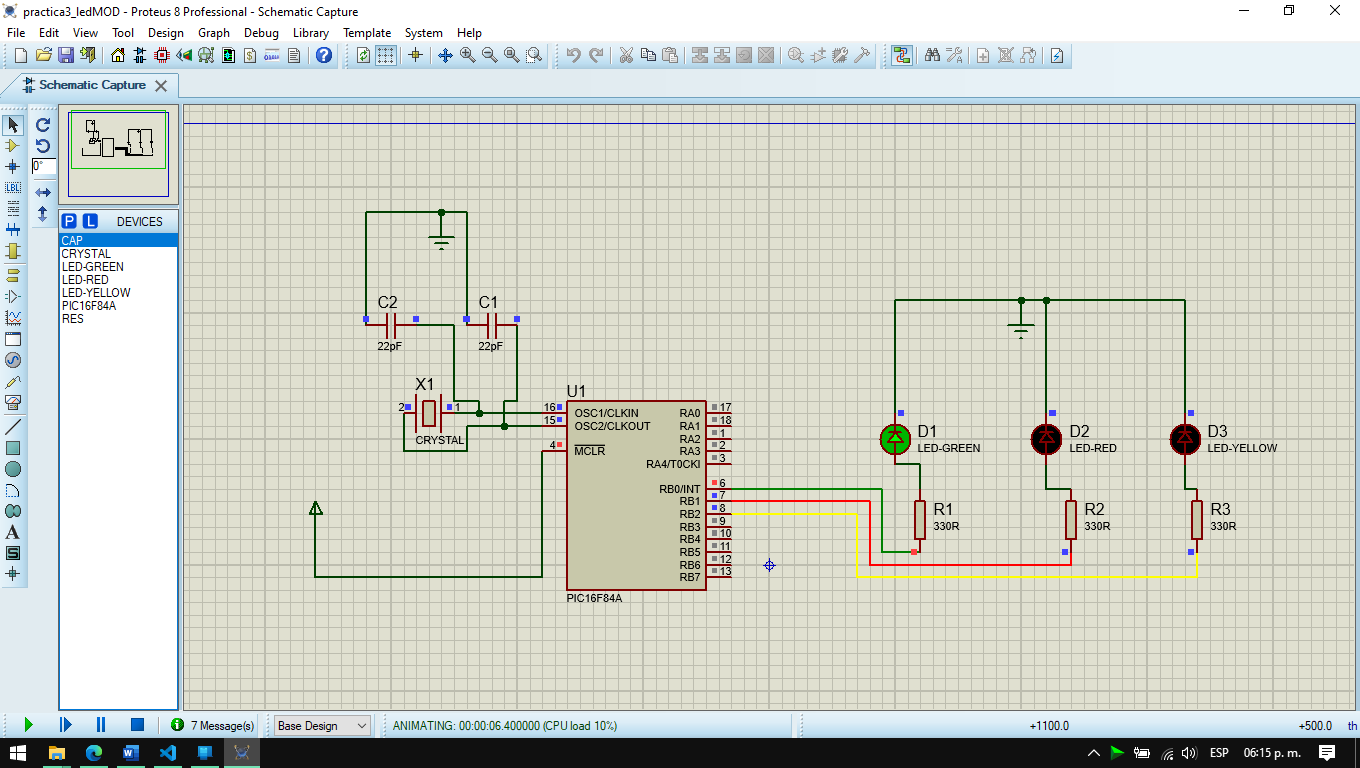 practica3_ledMOD - Proteus 8 Professional - Schematic Capture
File Edit View Tool Design Graph Debug Library Template System Help
Schematic Capture
0°
LBL
P L DEVICES
CAP
CRYSTAL
LED-GREEN
LED-RED
LED-YELLOW
PIC16F84A
RES
A
S
C2
22pF
C1
22pF
X1
2 1
CRYSTAL
U1
16 OSC1/CLKIN
15 OSC2/CLKOUT
4 MCLR
RA0 17
RA1 18
RA2 1
RA3 2
RA4/T0CKI 3
RB0/INT 6
RB1 7
RB2 8
RB3 9
RB4 10
RB5 11
RB6 12
RB7 13
PIC16F84A
D1
LED-GREEN
D2
LED-RED
D3
LED-YELLOW
R1
330R
R2
330R
R3
330R
7 Message(s) Base Design ANIMATING: 00:00:06.400000 (CPU load 10%) +1100.0 +500.0 th
ESP 06:15 p. m.